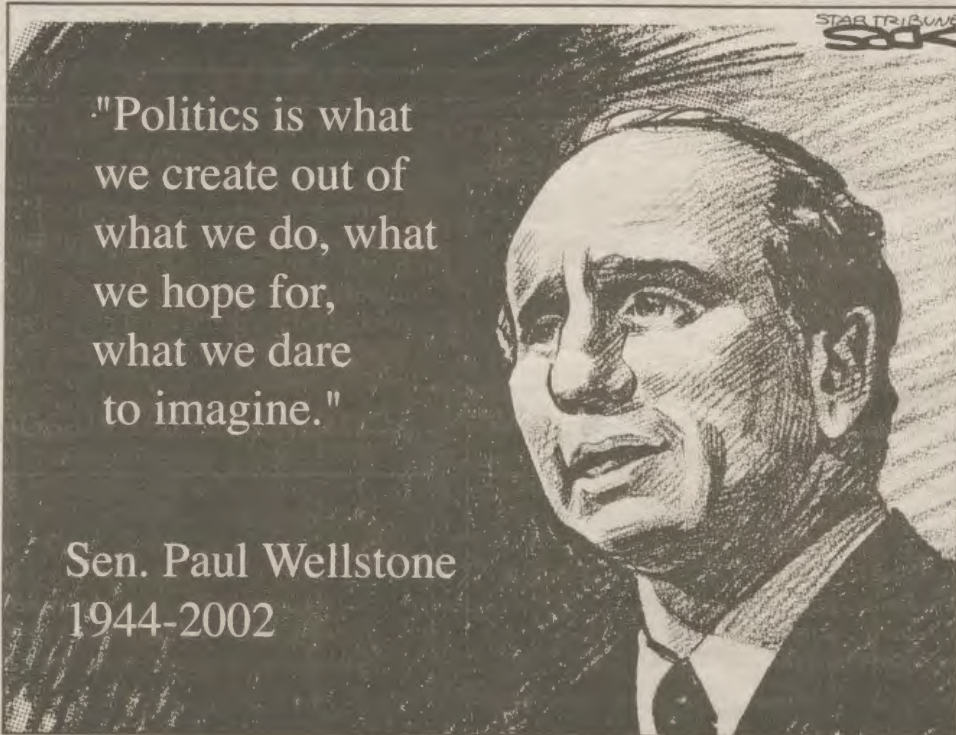 STAR TRIBUNE
SACK
"Politics is what
we create out of
what we do, what
we hope for,
what we dare
to imagine."
Sen. Paul Wellstone
1944-2002